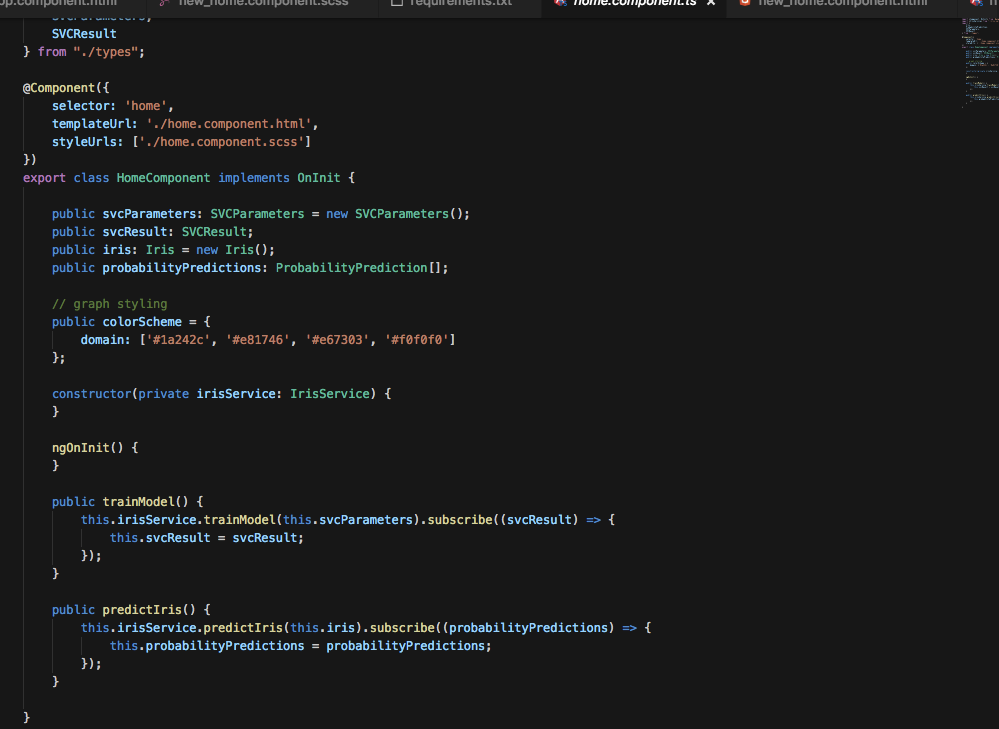 op.component.html new_home.component.scss requirements.txt home.component.ts x new_home.component.html
SVCParameters,
SVCResult
} from "./types";
@Component({
selector: 'home',
templateUrl: './home.component.html',
styleUrls: ['./home.component.scss']
})
export class HomeComponent implements OnInit {
public svcParameters: SVCParameters = new SVCParameters();
public svcResult: SVCResult;
public iris: Iris = new Iris();
public probabilityPredictions: ProbabilityPrediction[];
// graph styling
public colorScheme = {
domain: ['#1a242c', '#e81746', '#e67303', '#f0f0f0']
};
constructor(private irisService: IrisService) {
}
ngOnInit() {
}
public trainModel() {
this.irisService.trainModel(this.svcParameters).subscribe((svcResult) => {
this.svcResult = svcResult;
});
}
public predictIris() {
this.irisService.predictIris(this.iris).subscribe((probabilityPredictions) => {
this.probabilityPredictions = probabilityPredictions;
});
}
}